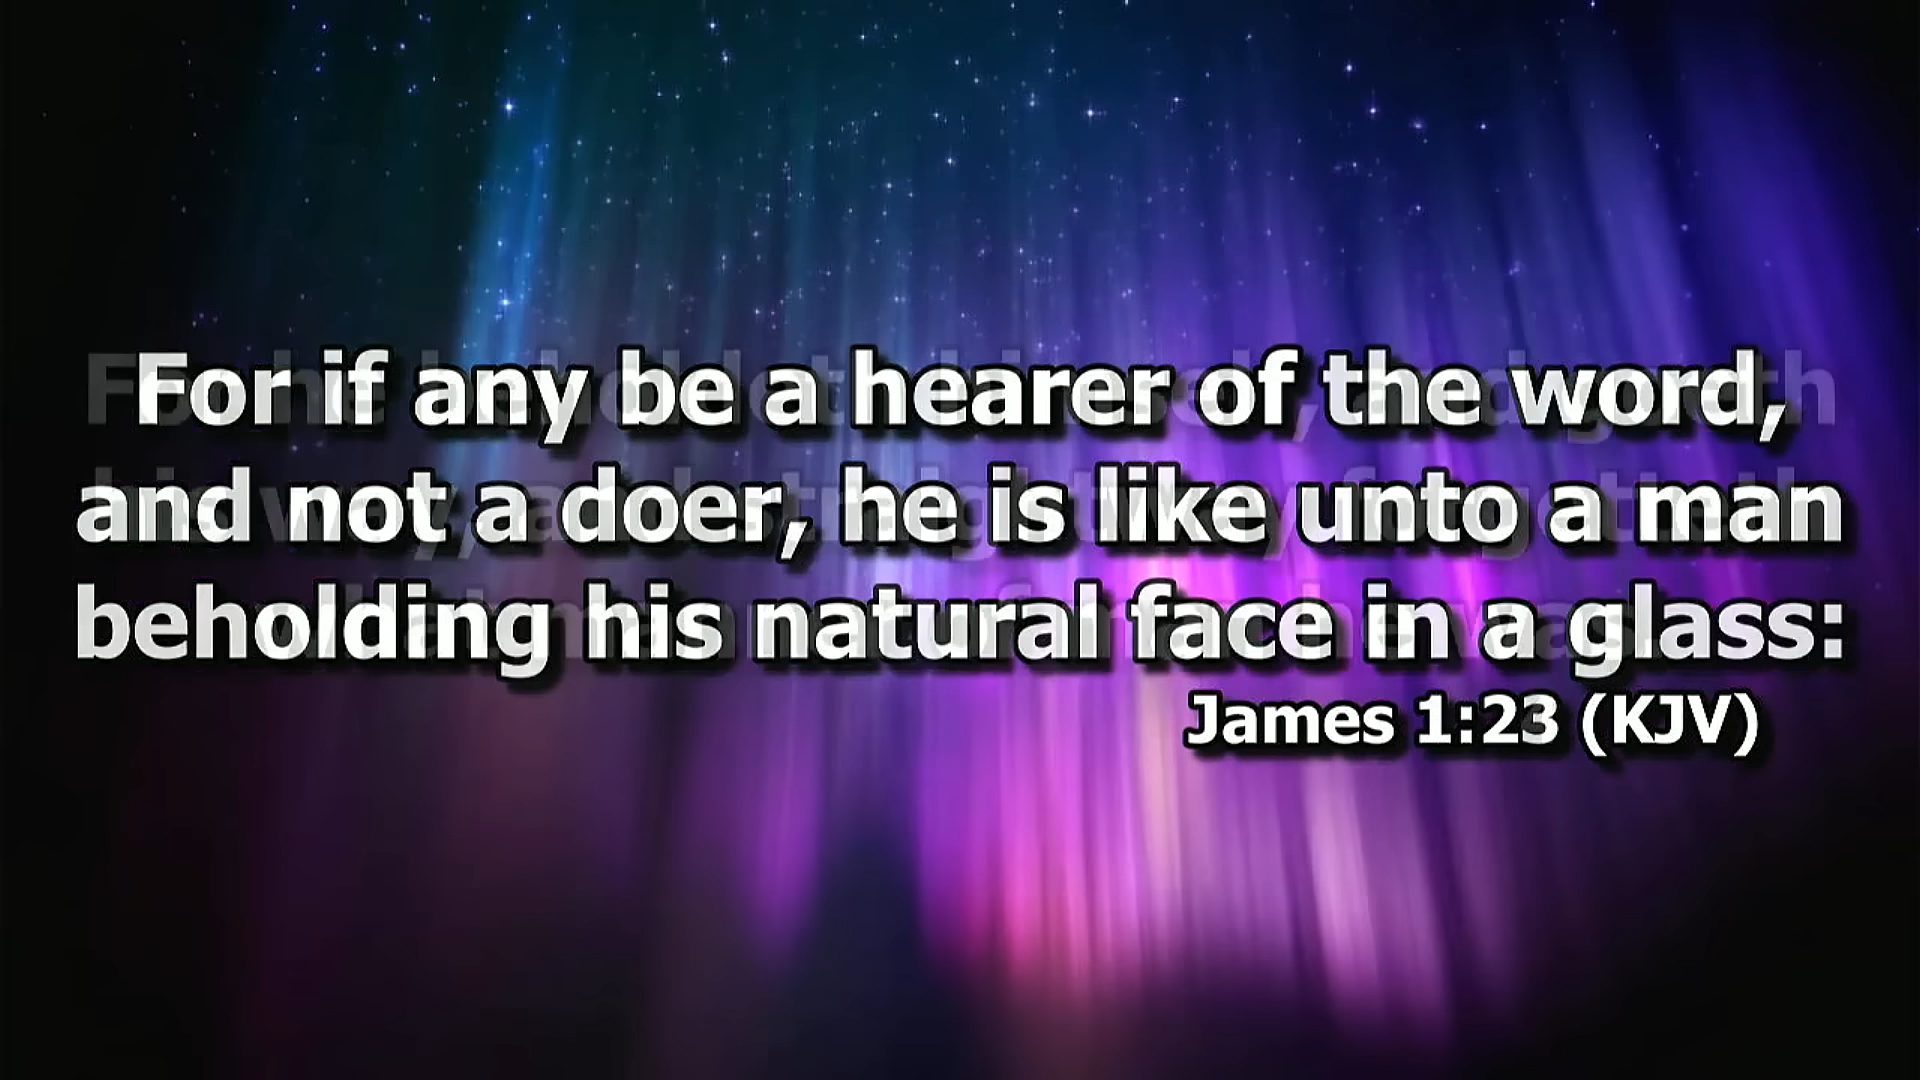 For if any be a hearer of the word,
and not a doer, he is like unto a man
beholding his natural face in a glass:
James 1:23 (KJV)